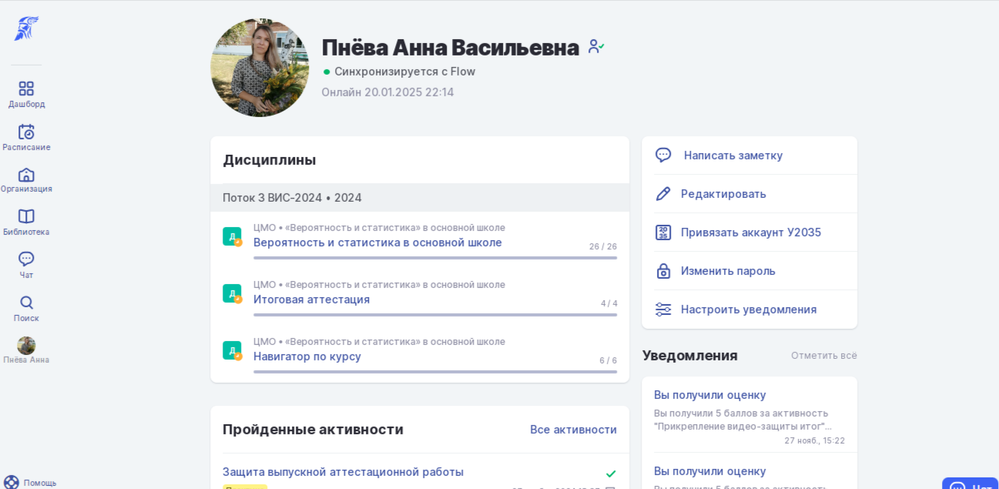 Дашборд
Расписание
Организация
Библиотека
Чат
Поиск
Пнёва Анна
Помощь
Пнёва Анна Васильевна
Синхронизируется с Flow
Онлайн 20.01.2025 22:14
Дисциплины
Поток 3 ВИС-2024 • 2024
Д
ЦМО • «Вероятность и статистика» в основной школе
Вероятность и статистика в основной школе
26 / 26
Д
ЦМО • «Вероятность и статистика» в основной школе
Итоговая аттестация
4 / 4
Д
ЦМО • «Вероятность и статистика» в основной школе
Навигатор по курсу
6 / 6
Пройденные активности
Все активности
Защита выпускной аттестационной работы
Написать заметку
Редактировать
20
35
Привязать аккаунт У2035
Изменить пароль
Настроить уведомления
Уведомления
Отметить всё
Вы получили оценку
Вы получили 5 баллов за активность
"Прикрепление видео-защиты итог"...
27 нояб., 15:22
Вы получили оценку
Вы получили 5 баллов за активность
Чат